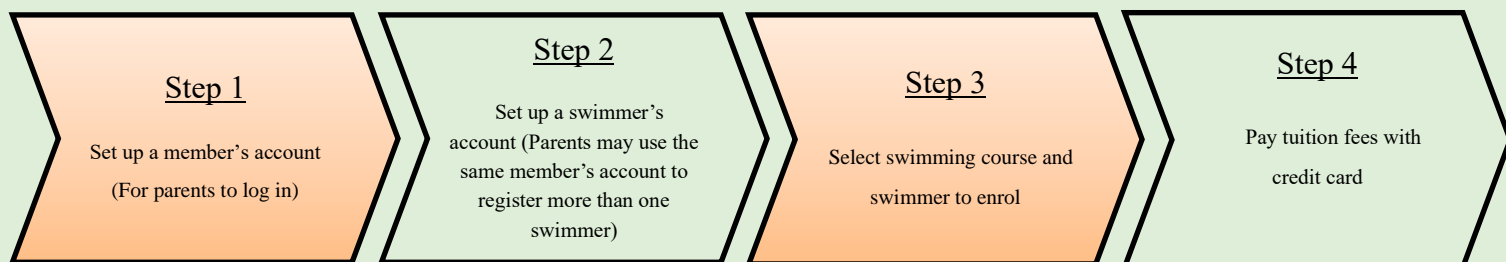 Step 1
Set up a member's account
(For parents to log in)
Step 2
Set up a swimmer's
account (Parents may use the
same member's account to
register more than one
swimmer)
Step 3
Select swimming course and
swimmer to enrol
Step 4
Pay tuition fees with
credit card